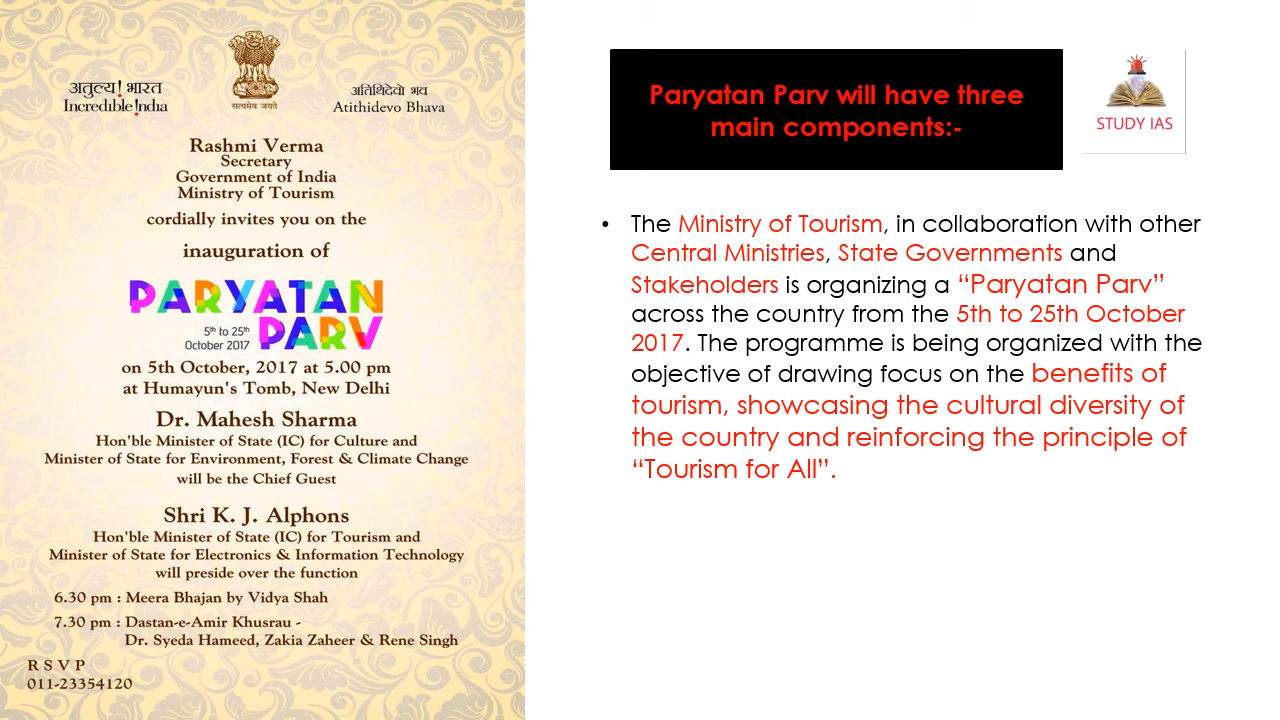 अतुल्य! भारत
Incredible!ndia
सत्यमेव जयते
अतिथिदेवो भव
Atithidevo Bhava
Rashmi Verma
Secretary
Government of India
Ministry of Tourism
cordially invites you on the
inauguration of
PARYATAN
PARV
5th to 25th
October 2017
on 5th October, 2017 at 5.00 pm
at Humayun's Tomb, New Delhi
Dr. Mahesh Sharma
Hon'ble Minister of State (IC) for Culture and
Minister of State for Environment, Forest & Climate Change
will be the Chief Guest
Shri K. J. Alphons
Hon'ble Minister of State (IC) for Tourism and
Minister of State for Electronics & Information Technology
will preside over the function
6.30 pm : Meera Bhajan by Vidya Shah
7.30 pm : Dastan-e-Amir Khusrau -
Dr. Syeda Hameed, Zakia Zaheer & Rene Singh
R S V P
011-23354120
Paryatan Parv will have three
main components:-
STUDY IAS
• The Ministry of Tourism, in collaboration with other
Central Ministries, State Governments and
Stakeholders is organizing a “Paryatan Parv”
across the country from the 5th to 25th October
2017. The programme is being organized with the
objective of drawing focus on the benefits of
tourism, showcasing the cultural diversity of
the country and reinforcing the principle of
“Tourism for All”.